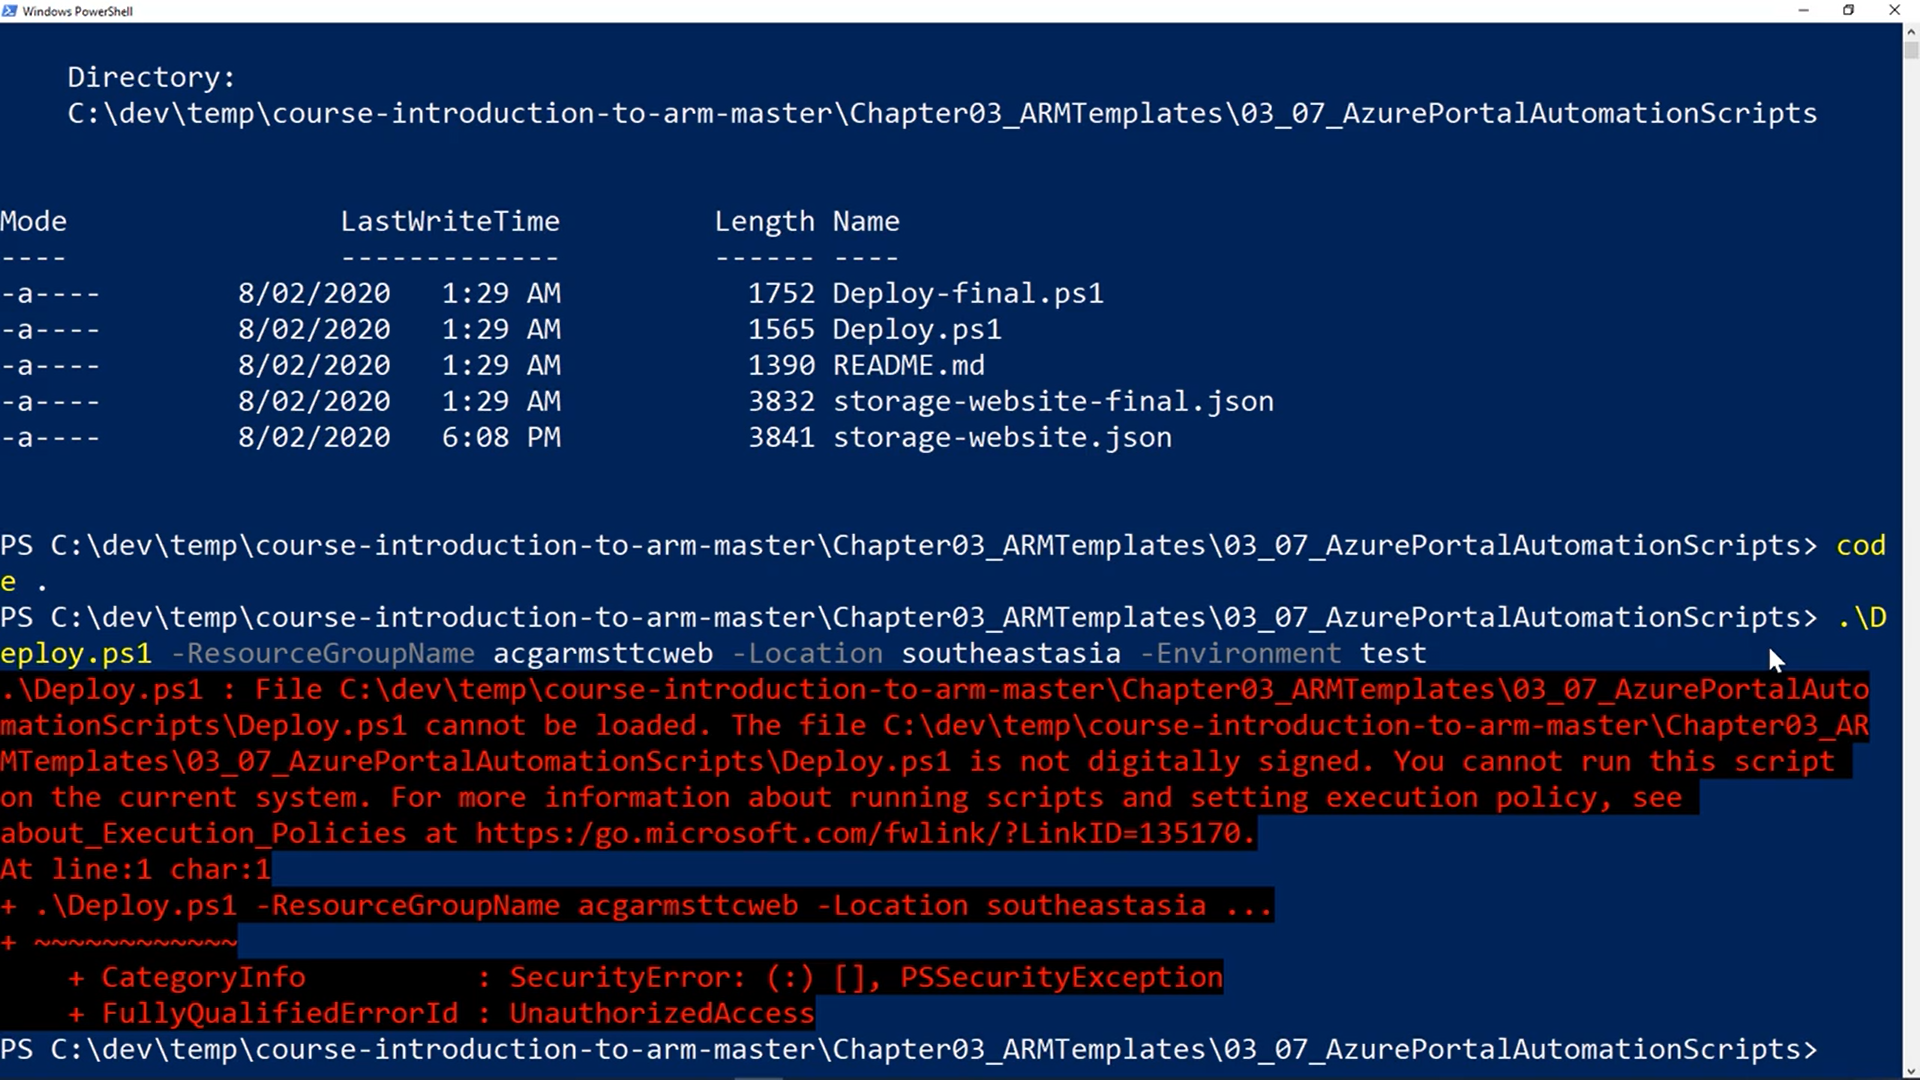 Windows PowerShell
Directory:
C:\dev\temp\course-introduction-to-arm-master\Chapter03_ARMTemplates\03_07_AzurePortalAutomationScripts
Mode LastWriteTime Length Name
---- ------------- ------ ----
-a---- 8/02/2020 1:29 AM 1752 Deploy-final.ps1
-a---- 8/02/2020 1:29 AM 1565 Deploy.ps1
-a---- 8/02/2020 1:29 AM 1390 README.md
-a---- 8/02/2020 1:29 AM 3832 storage-website-final.json
-a---- 8/02/2020 6:08 PM 3841 storage-website.json
PS C:\dev\temp\course-introduction-to-arm-master\Chapter03_ARMTemplates\03_07_AzurePortalAutomationScripts> cod
e .
PS C:\dev\temp\course-introduction-to-arm-master\Chapter03_ARMTemplates\03_07_AzurePortalAutomationScripts> .\D
eploy.ps1 -ResourceGroupName acgarmsttcweb -Location southeastasia -Environment test
.\Deploy.ps1 : File C:\dev\temp\course-introduction-to-arm-master\Chapter03_ARMTemplates\03_07_AzurePortalAuto
mationScripts\Deploy.ps1 cannot be loaded. The file C:\dev\temp\course-introduction-to-arm-master\Chapter03_AR
MTemplates\03_07_AzurePortalAutomationScripts\Deploy.ps1 is not digitally signed. You cannot run this script
on the current system. For more information about running scripts and setting execution policy, see
about_Execution_Policies at https:/go.microsoft.com/fwlink/?LinkID=135170.
At line:1 char:1
+ .\Deploy.ps1 -ResourceGroupName acgarmsttcweb -Location southeastasia ...
+ ~~~~~~~~~~~~
+ CategoryInfo : SecurityError: (:) [], PSSecurityException
+ FullyQualifiedErrorId : UnauthorizedAccess
PS C:\dev\temp\course-introduction-to-arm-master\Chapter03_ARMTemplates\03_07_AzurePortalAutomationScripts>